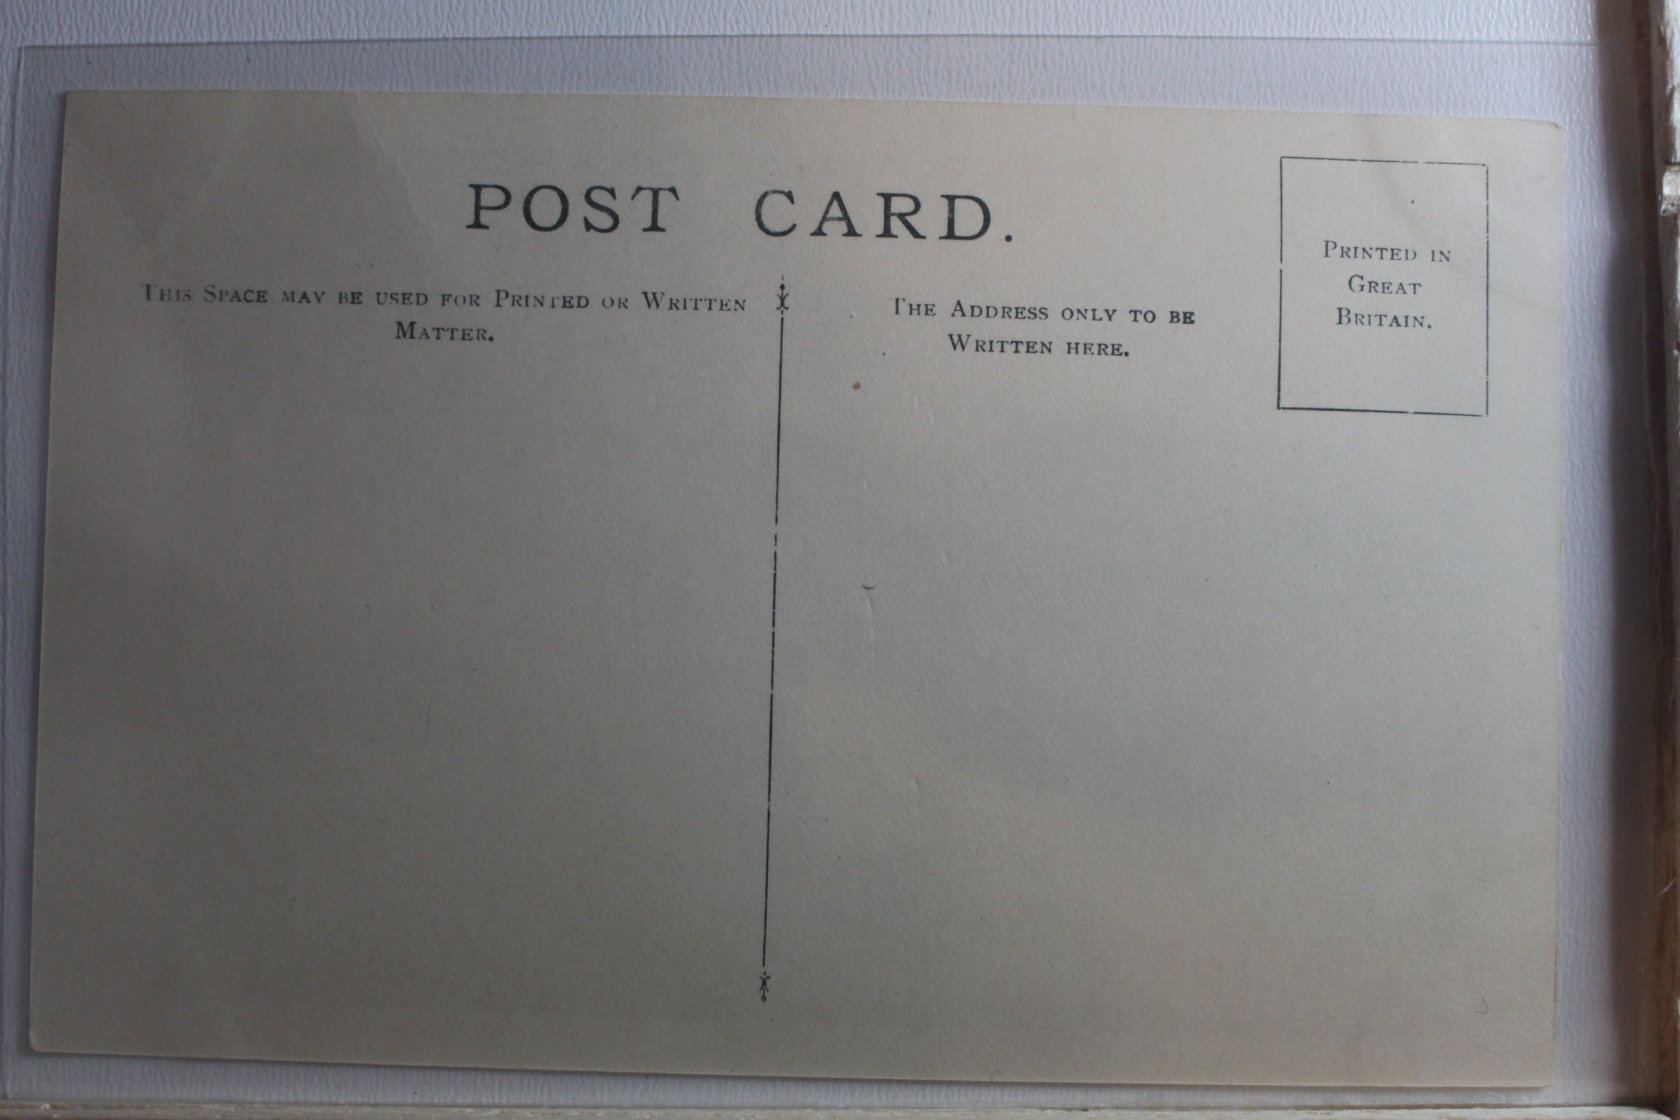 POST CARD.
THIS SPACE MAY BE USED FOR PRINTED OR WRITTEN
MATTER.
THE ADDRESS ONLY TO BE
WRITTEN HERE.
PRINTED IN
GREAT
BRITAIN.